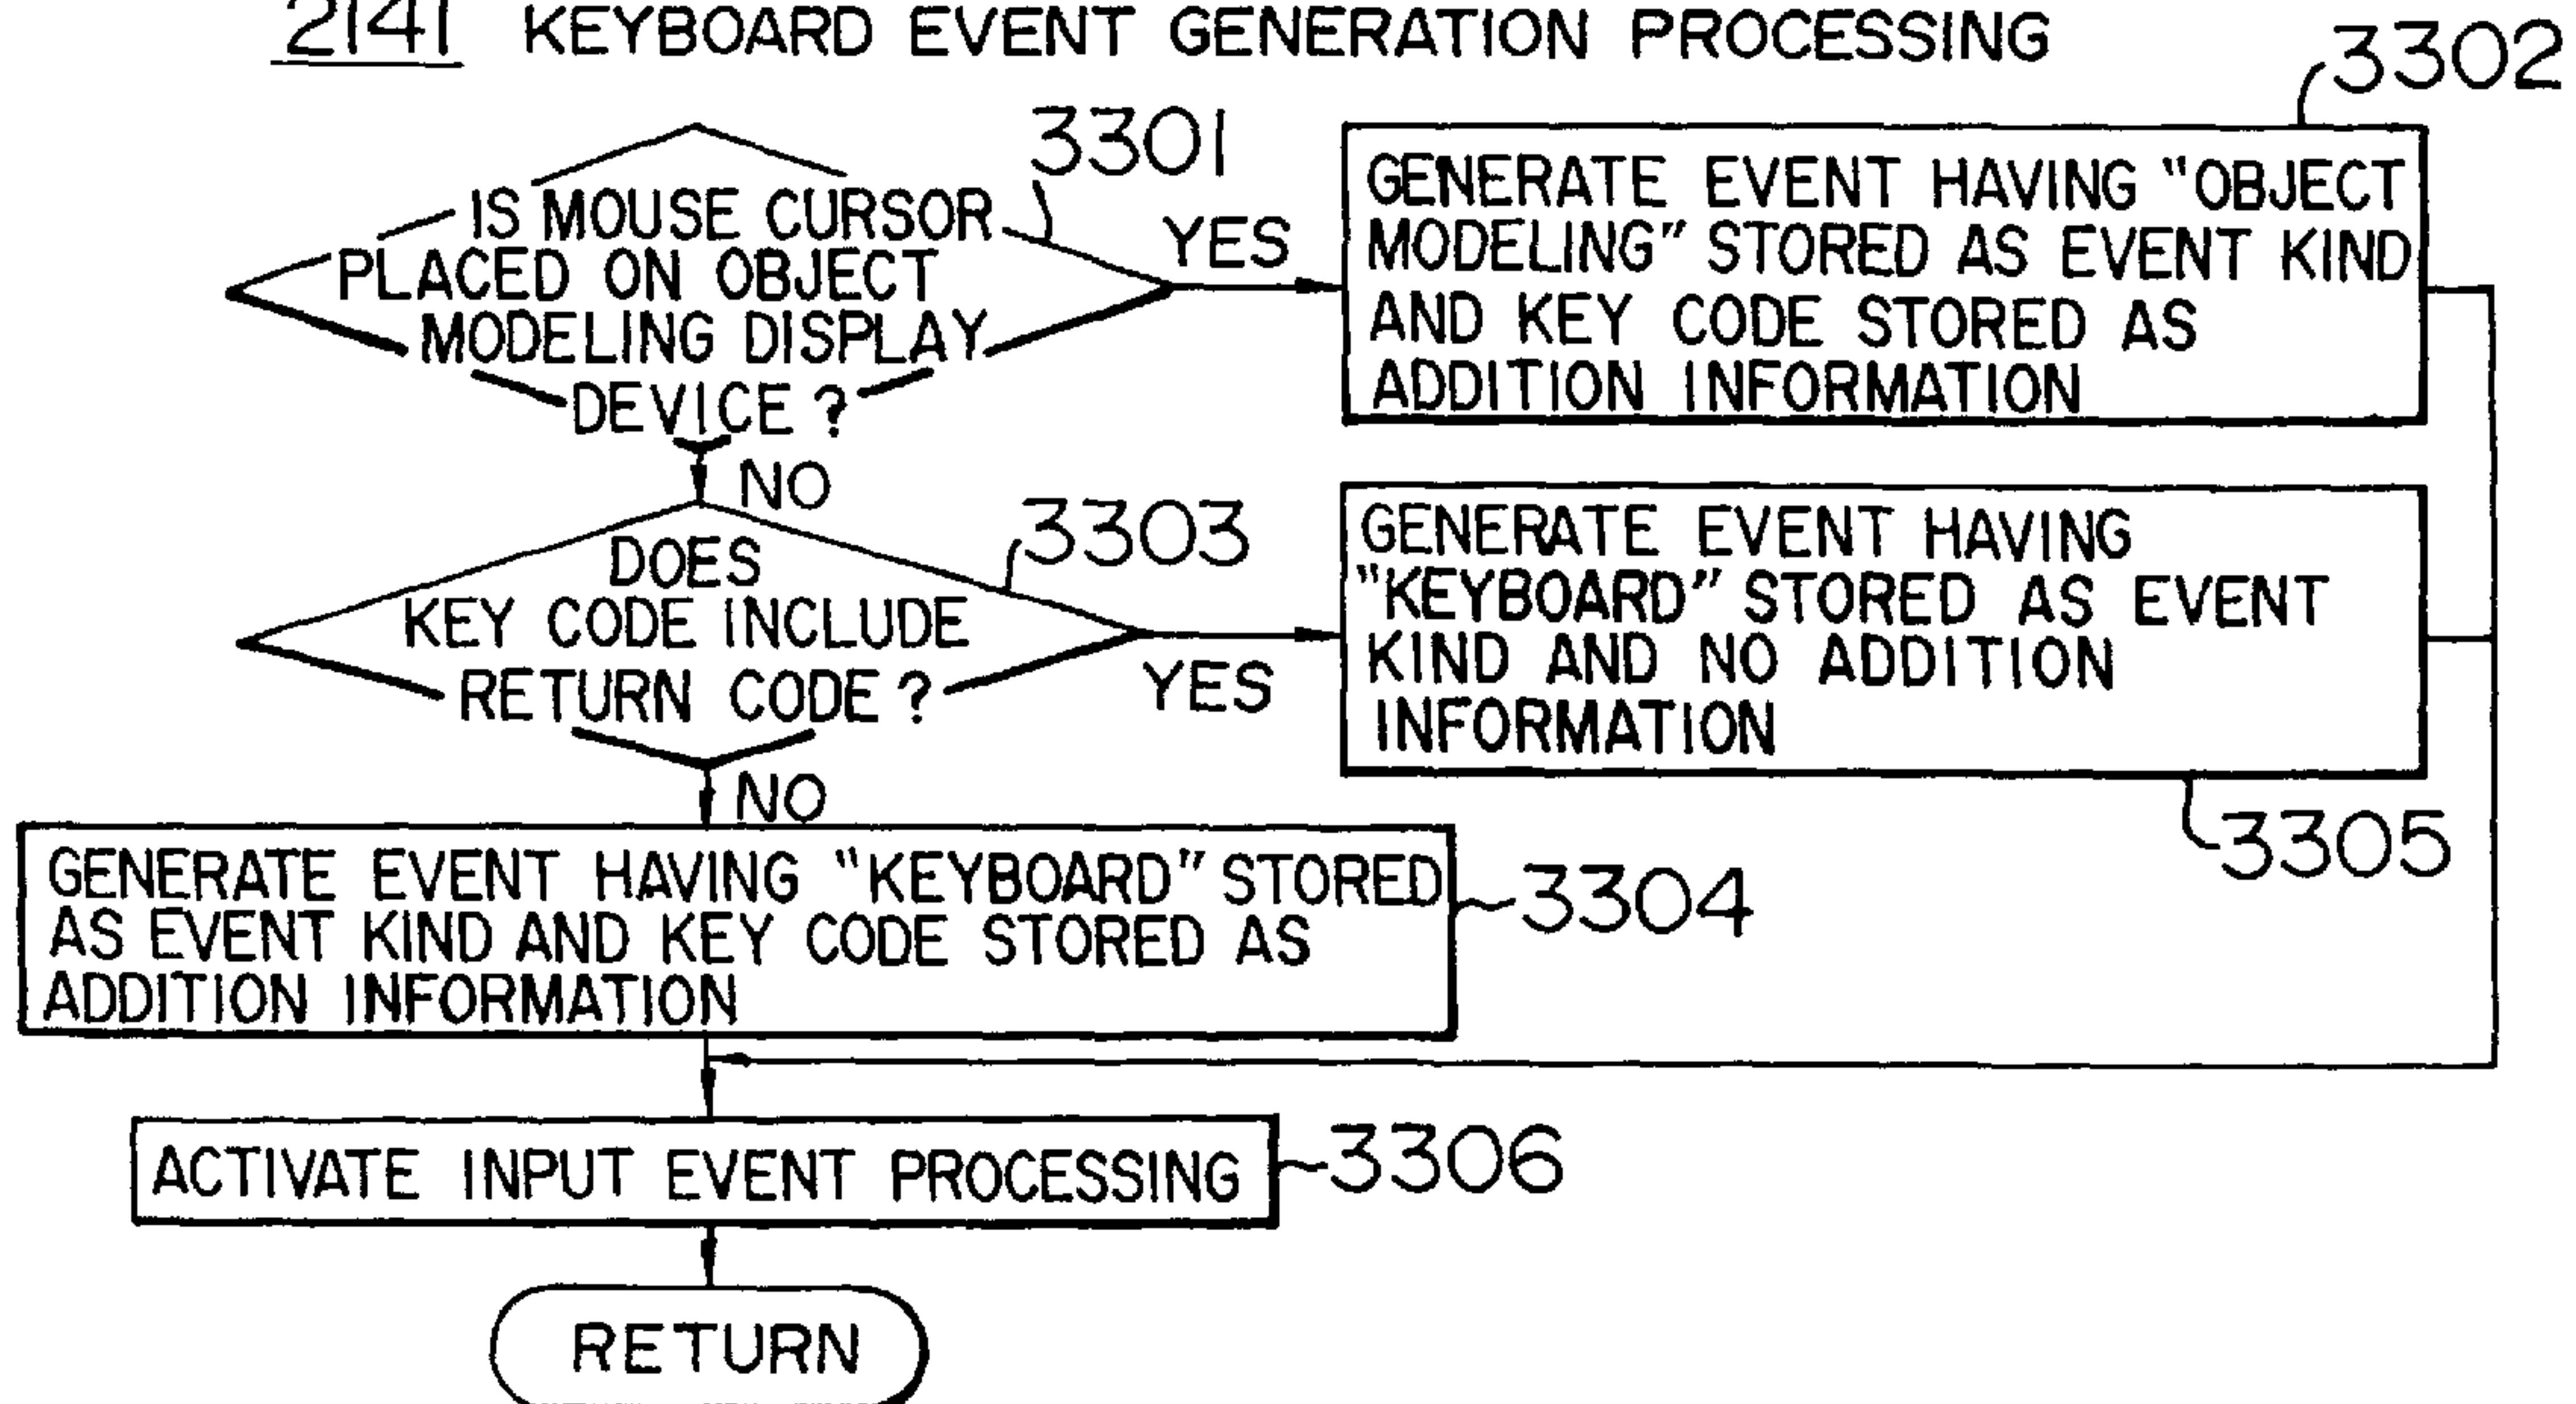 2141 KEYBOARD EVENT GENERATION PROCESSING
3301
IS MOUSE CURSOR
PLACED ON OBJECT
MODELING DISPLAY
DEVICE?
YES
NO
3302
GENERATE EVENT HAVING "OBJECT
MODELING" STORED AS EVENT KIND
AND KEY CODE STORED AS
ADDITION INFORMATION
3303
DOES
KEY CODE INCLUDE
RETURN CODE?
YES
NO
GENERATE EVENT HAVING
"KEYBOARD" STORED AS EVENT
KIND AND NO ADDITION
INFORMATION
3305
GENERATE EVENT HAVING "KEYBOARD" STORED
AS EVENT KIND AND KEY CODE STORED AS
ADDITION INFORMATION
3304
ACTIVATE INPUT EVENT PROCESSING
3306
RETURN